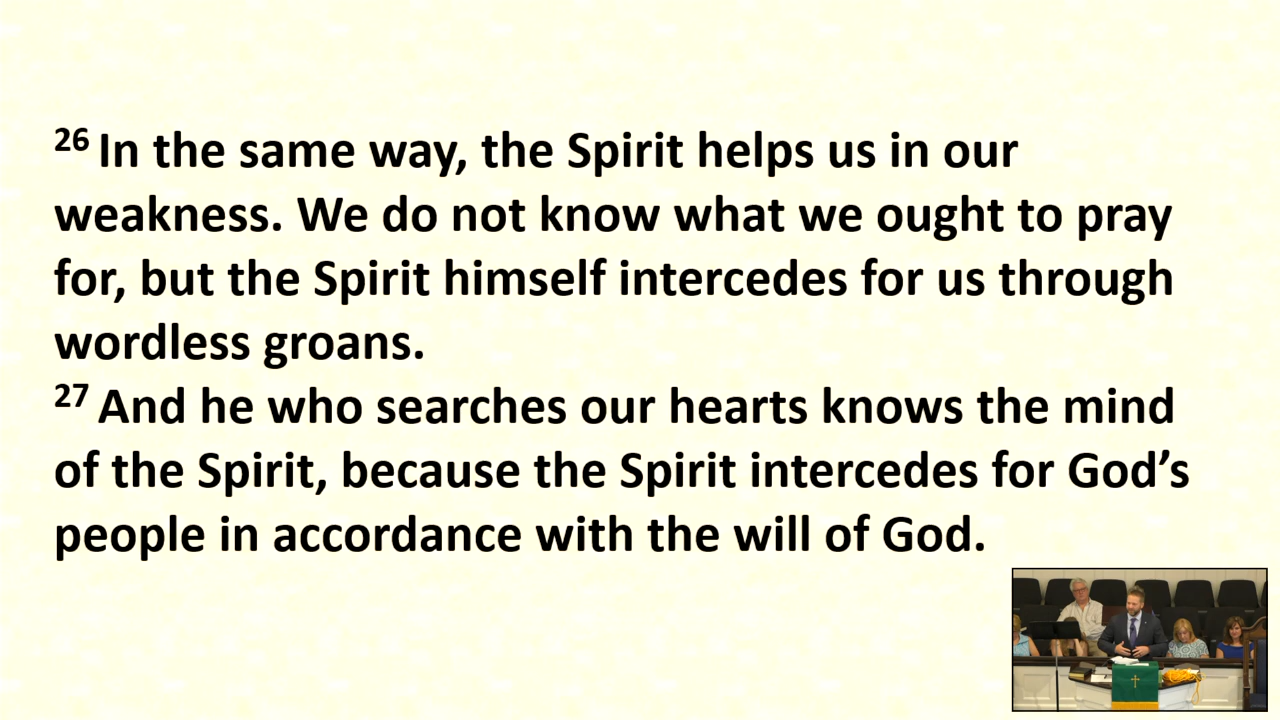 26 In the same way, the Spirit helps us in our
weakness. We do not know what we ought to pray
for, but the Spirit himself intercedes for us through
wordless groans.
27 And he who searches our hearts knows the mind
of the Spirit, because the Spirit intercedes for God’s
people in accordance with the will of God.